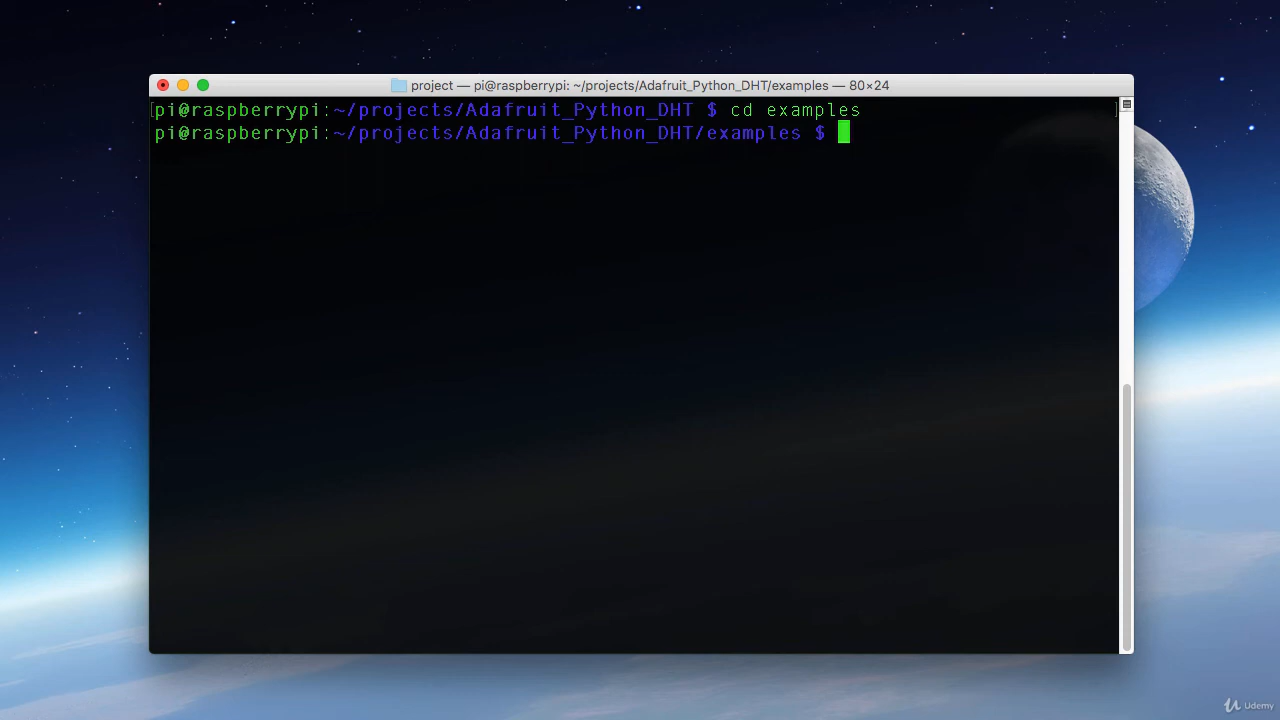 project — pi@raspberrypi: ~/projects/Adafruit_Python_DHT/examples — 80×24
pi@raspberrypi:~/projects/Adafruit_Python_DHT $ cd examples
pi@raspberrypi:~/projects/Adafruit_Python_DHT/examples $
Udemy